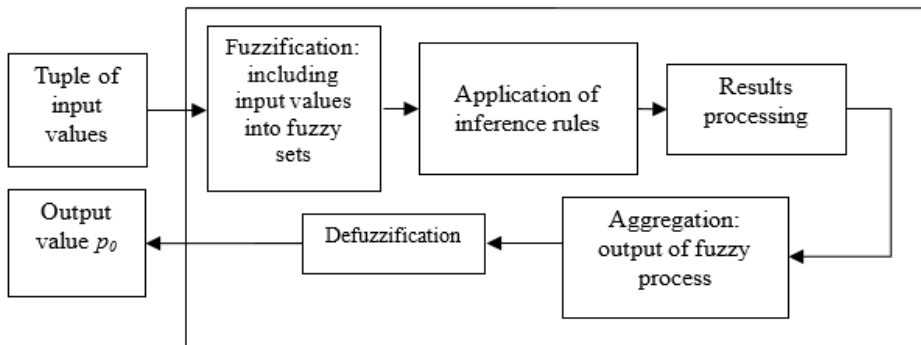 Tuple of
input
values
Fuzzification:
including
input values
into fuzzy
sets
Application of
inference rules
Results
processing
Aggregation:
output of fuzzy
process
Defuzzification
Output
value p₀